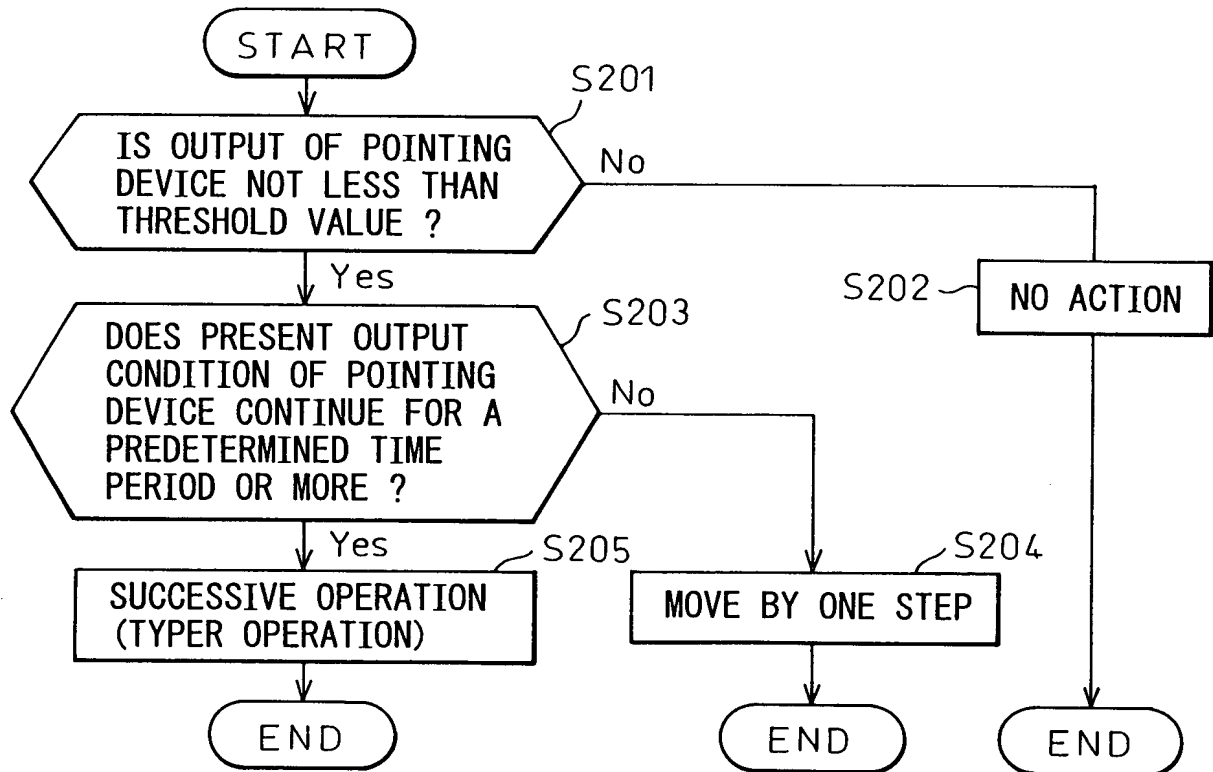 START
S201
IS OUTPUT OF POINTING
DEVICE NOT LESS THAN
THRESHOLD VALUE ?
No
Yes
S202
NO ACTION
S203
DOES PRESENT OUTPUT
CONDITION OF POINTING
DEVICE CONTINUE FOR A
PREDETERMINED TIME
PERIOD OR MORE ?
No
Yes
S205
SUCCESSIVE OPERATION
(TYPER OPERATION)
S204
MOVE BY ONE STEP
END
END
END